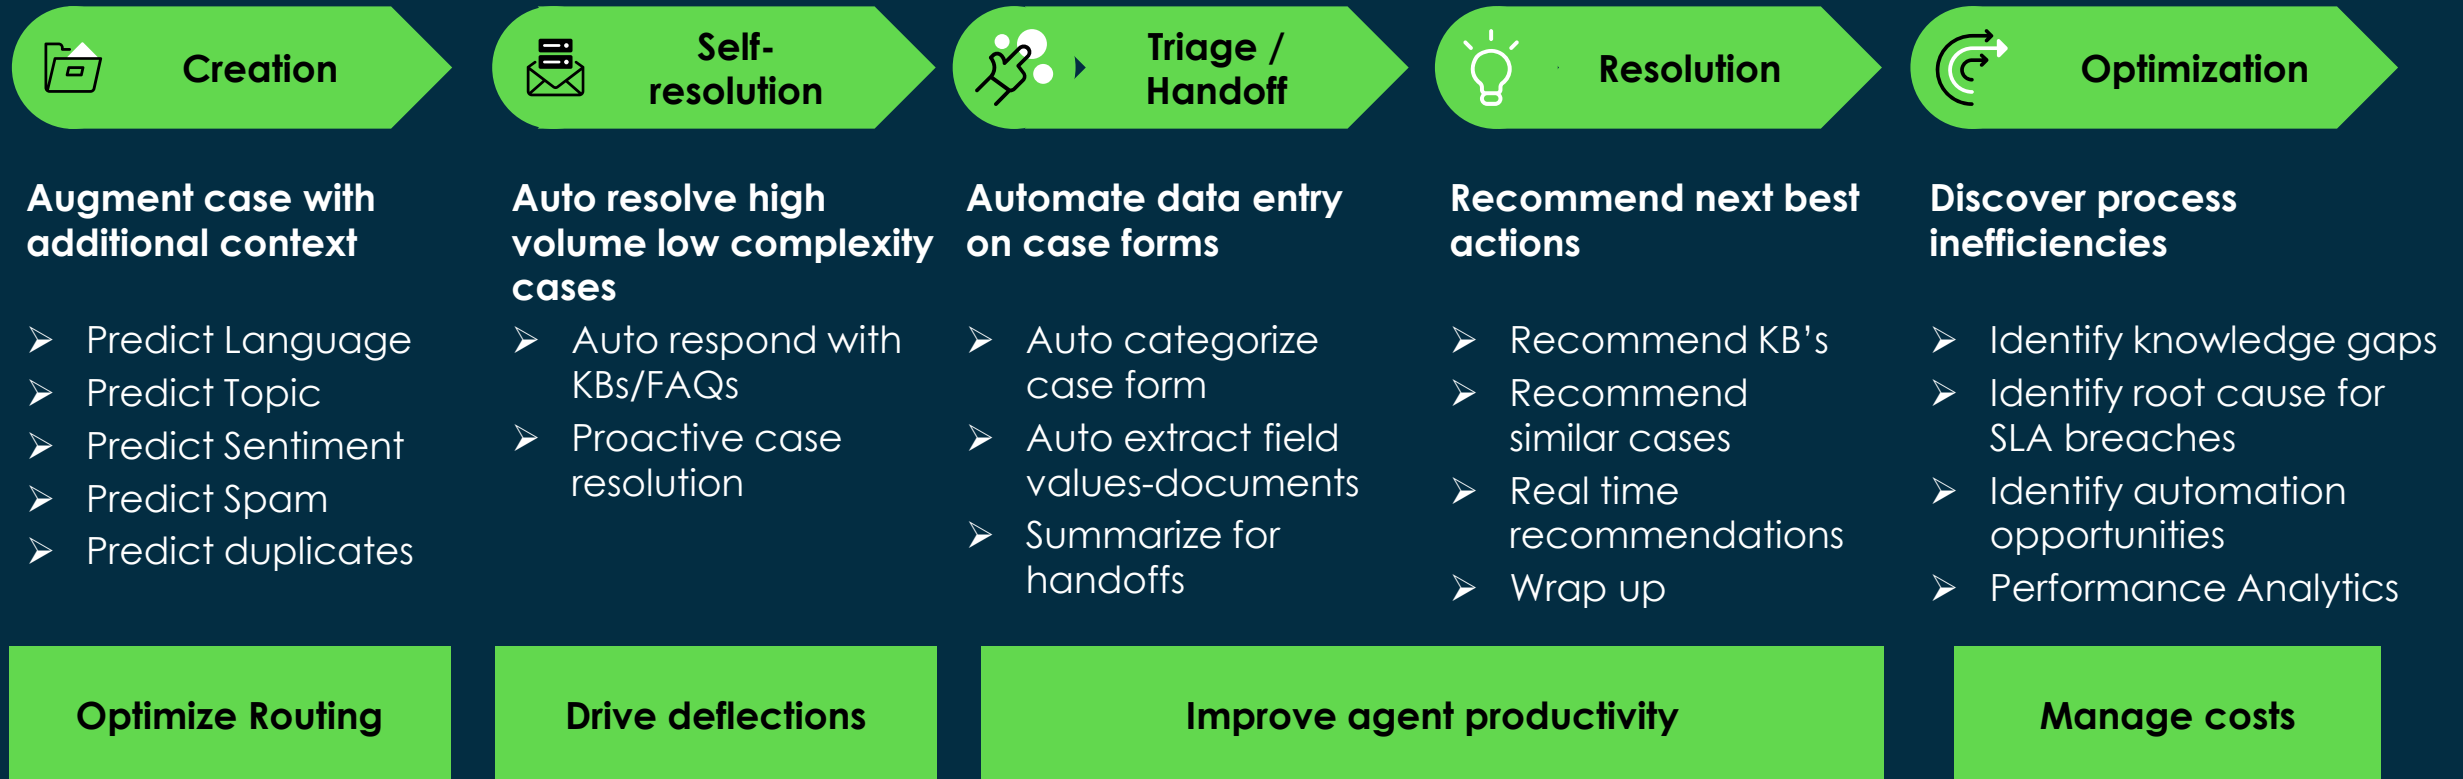 Creation
Self-
resolution
Triage /
Handoff
Resolution
Optimization
Augment case with
additional context
➢ Predict Language
➢ Predict Topic
➢ Predict Sentiment
➢ Predict Spam
➢ Predict duplicates
Auto resolve high
volume low complexity
cases
➢ Auto respond with
KBs/FAQs
➢ Proactive case
resolution
Automate data entry
on case forms
➢ Auto categorize
case form
➢ Auto extract field
values-documents
➢ Summarize for
handoffs
Recommend next best
actions
➢ Recommend KB’s
➢ Recommend
similar cases
➢ Real time
recommendations
➢ Wrap up
Discover process
inefficiencies
➢ Identify knowledge gaps
➢ Identify root cause for
SLA breaches
➢ Identify automation
opportunities
➢ Performance Analytics
Optimize Routing
Drive deflections
Improve agent productivity
Manage costs